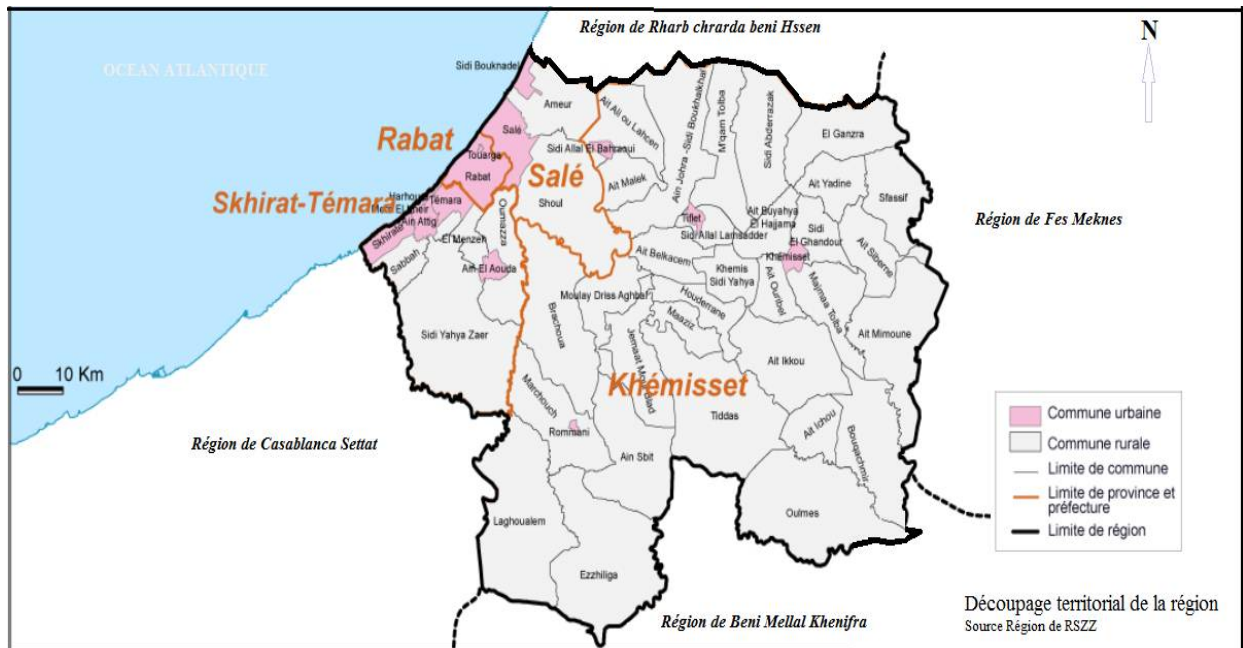 Région de Rharb chrarda beni Hssen
N
OCEAN ATLANTIQUE
Sidi Bouknadel
Ameur
Ait Ali ou Lahcen
Ain Johra -Sidi Boukhalkhal
M'qam Tolba
Sidi Abderrazak
El Ganzra
Rabat
Salé
Touarga
Rabat
Sidi Allal El Bahraoui
Salé
Shoul
Ait Malek
Ait Yadine
Sfassif
Skhirat-Témara
Harhoura
Témara
Ain Attig
Skhirate
Oumazza
El Menzeh
Sabbah
Ain El Aouda
Tiflet
Sidi Allal Lamsadder
Ait Buyahya
El Hajjama
Sidi
El Ghandour
Khémisset
Ait Siberne
Région de Fes Meknes
Ait Belkacem
Khemis
Sidi Yahya
Ait Ouribel
Majmaa Tolba
Moulay Driss Aghbal
Houderrane
Maaziz
Brachoua
Sidi Yahya Zaer
Ait Mimoune
Ait Ikkou
Khémisset
Tiddas
Marchouch
Rommani
Ain Sbit
Ait Ichou
Bouqachmir
Oulmes
Laghoualem
Ezzhiliga
0 10 Km
Région de Casablanca Settat
Région de Beni Mellal Khenifra
Commune urbaine
Commune rurale
Limite de commune
Limite de province et
préfecture
Limite de région
Découpage territorial de la région
Source Région de RSZZ